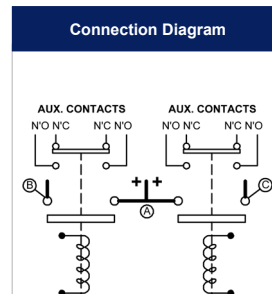 Connection Diagram
AUX. CONTACTS AUX. CONTACTS
N'O N'C N'C N'O N'O N'C N'C N'O
+ +
B A C